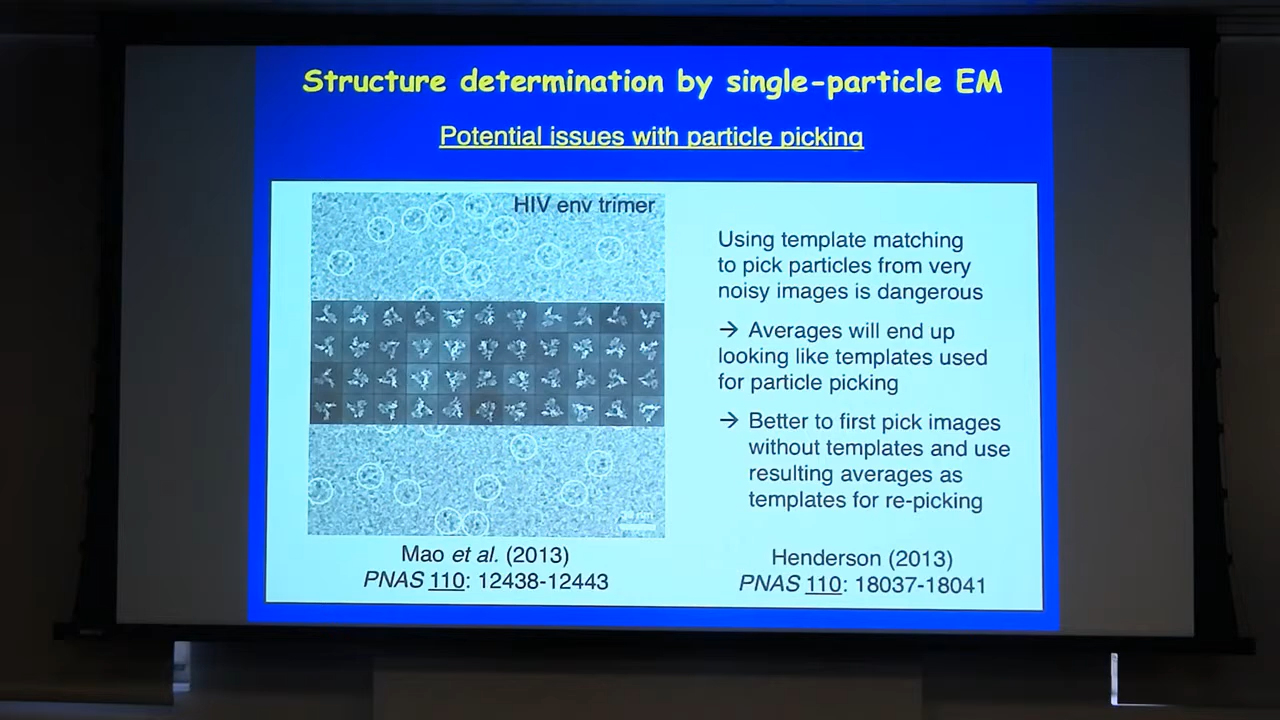 Structure determination by single-particle EM
Potential issues with particle picking
HIV env trimer
Using template matching
to pick particles from very
noisy images is dangerous
→ Averages will end up
looking like templates used
for particle picking
→ Better to first pick images
without templates and use
resulting averages as
templates for re-picking
Mao et al. (2013)
PNAS 110: 12438-12443
Henderson (2013)
PNAS 110: 18037-18041